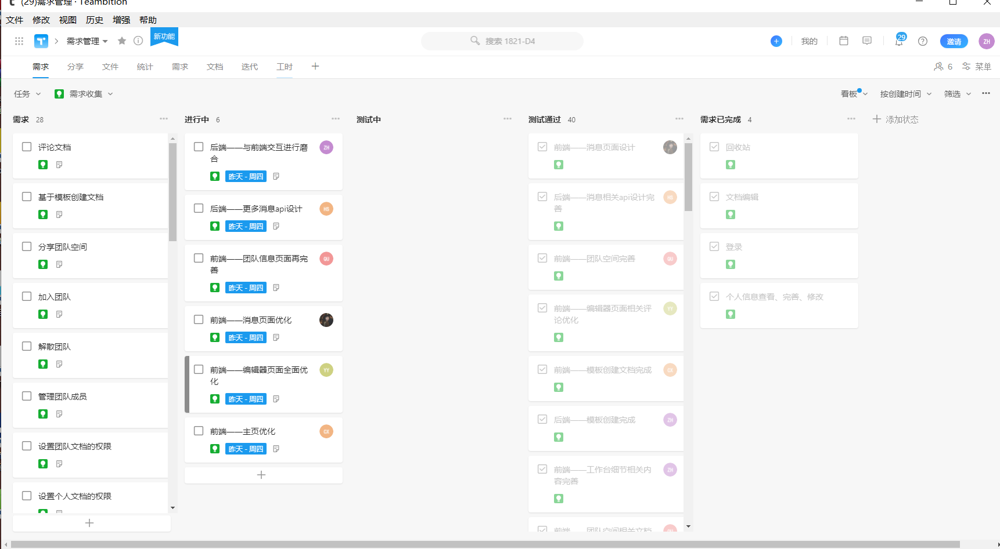 (29)需求管理 · Teambition
文件 修改 视图 历史 增强 帮助
需求管理
新功能
搜索 1821-D4
我的
29
邀请
ZH
需求 分享 文件 统计 需求 文档 迭代 工时
6 菜单
任务 需求收集
看板 按创建时间 筛选
需求 28
评论文档
基于模板创建文档
分享团队空间
加入团队
解散团队
管理团队成员
设置团队文档的权限
设置个人文档的权限
进行中 6
后端——与前端交互进行磨
合
ZH
昨天 - 周四
后端——更多消息api设计
HS
昨天 - 周四
前端——团队信息页面再完
善
QU
昨天 - 周四
前端——消息页面优化
昨天 - 周四
前端——编辑器页面全面优
化
YY
昨天 - 周四
前端——主页优化
CX
昨天 - 周四
测试中
测试通过 40
前端——消息页面设计
后端——消息相关api设计完
善
HS
前端——团队空间完善
QU
前端——编辑器页面相关评
论优化
YY
前端——模板创建文档完成
CX
后端——模板创建完成
ZH
前端——工作台细节相关内
容完善
ZH
前端——团队空间相关文档
QU
需求已完成 4
回收站
文档编辑
登录
个人信息查看、完善、修改
添加状态